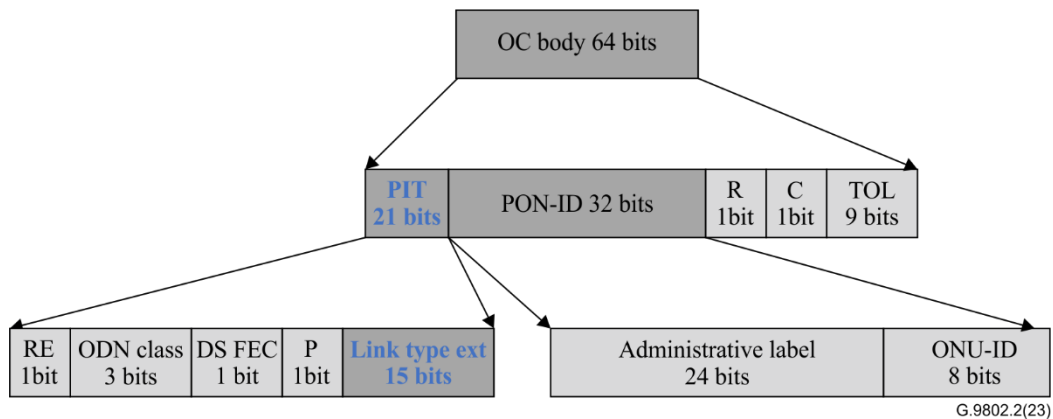 OC body 64 bits
PIT
21 bits
PON-ID 32 bits
R
1bit
C
1bit
TOL
9 bits
RE
1bit
ODN class
3 bits
DS FEC
1 bit
P
1bit
Link type ext
15 bits
Administrative label
24 bits
ONU-ID
8 bits
G.9802.2(23)